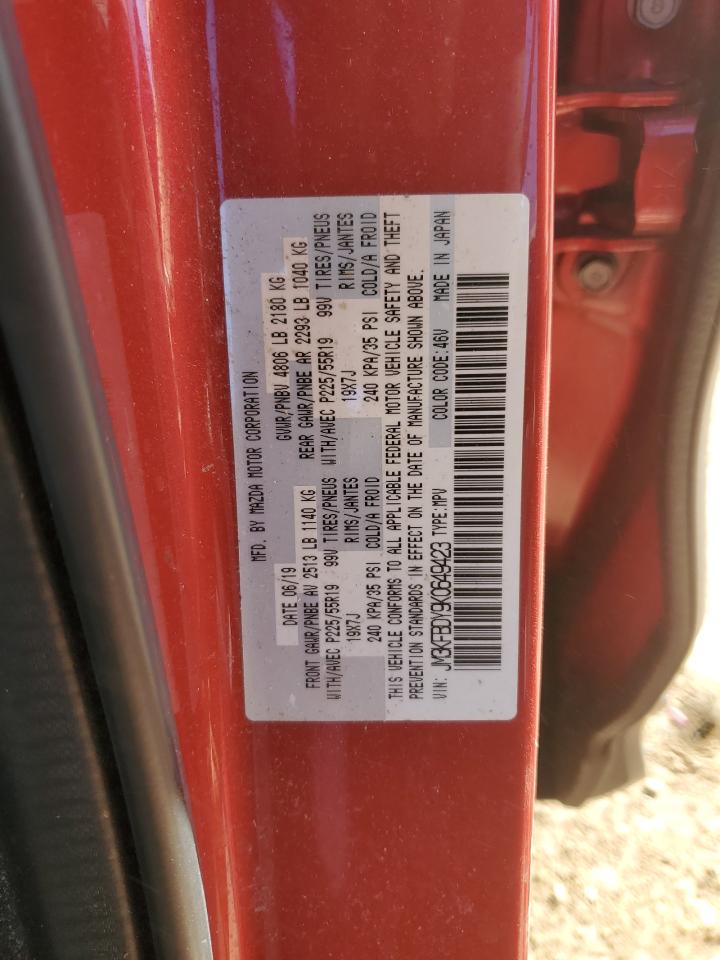 MFD. BY MAZDA MOTOR CORPORATION
DATE 06/19 GVWR/PNBV 4806 LB 2180 KG
FRONT GAWR/PNBE AV 2513 LB 1140 KG REAR GAWR/PNBE AR 2293 LB 1040 KG
WITH/AVEC P225/55R19 99V TIRES/PNEUS WITH/AVEC P225/55R19 99V TIRES/PNEUS
19X7J RIMS/JANTES 19X7J RIMS/JANTES
240 KPA/35 PSI COLD/A FROID 240 KPA/35 PSI COLD/A FROID
THIS VEHICLE CONFORMS TO ALL APPLICABLE FEDERAL MOTOR VEHICLE SAFETY AND THEFT
PREVENTION STANDARDS IN EFFECT ON THE DATE OF MANUFACTURE SHOWN ABOVE.
VIN: JM3KFBDY9K0649423 TYPE:MPV COLOR CODE:46V MADE IN JAPAN